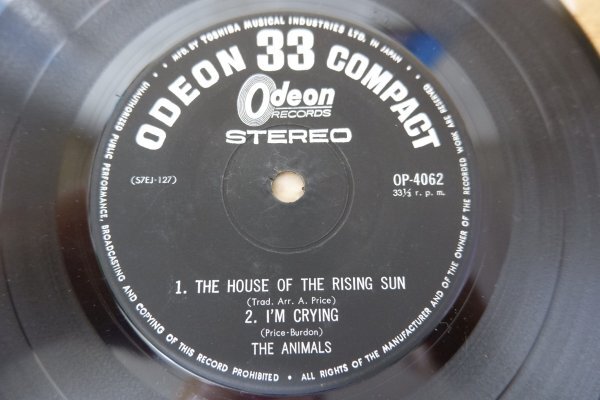 MFG. BY TOSHIBA MUSICAL INDUSTRIES LTD. IN JAPAN •
ODEON 33 COMPACT
Odeon
RECORDS
STEREO
(S7EJ-127)
OP-4062
33⅓ r. p. m.
1. THE HOUSE OF THE RISING SUN
(Trad. Arr. A. Price)
2. I'M CRYING
(Price-Burdon)
THE ANIMALS
UNAUTHORIZED PUBLIC PERFORMANCE, BROADCASTING AND COPYING OF THIS RECORD PROHIBITED • ALL RIGHTS OF THE MANUFACTURER AND OF THE OWNER OF THE RECORDED WORK ARE RESERVED